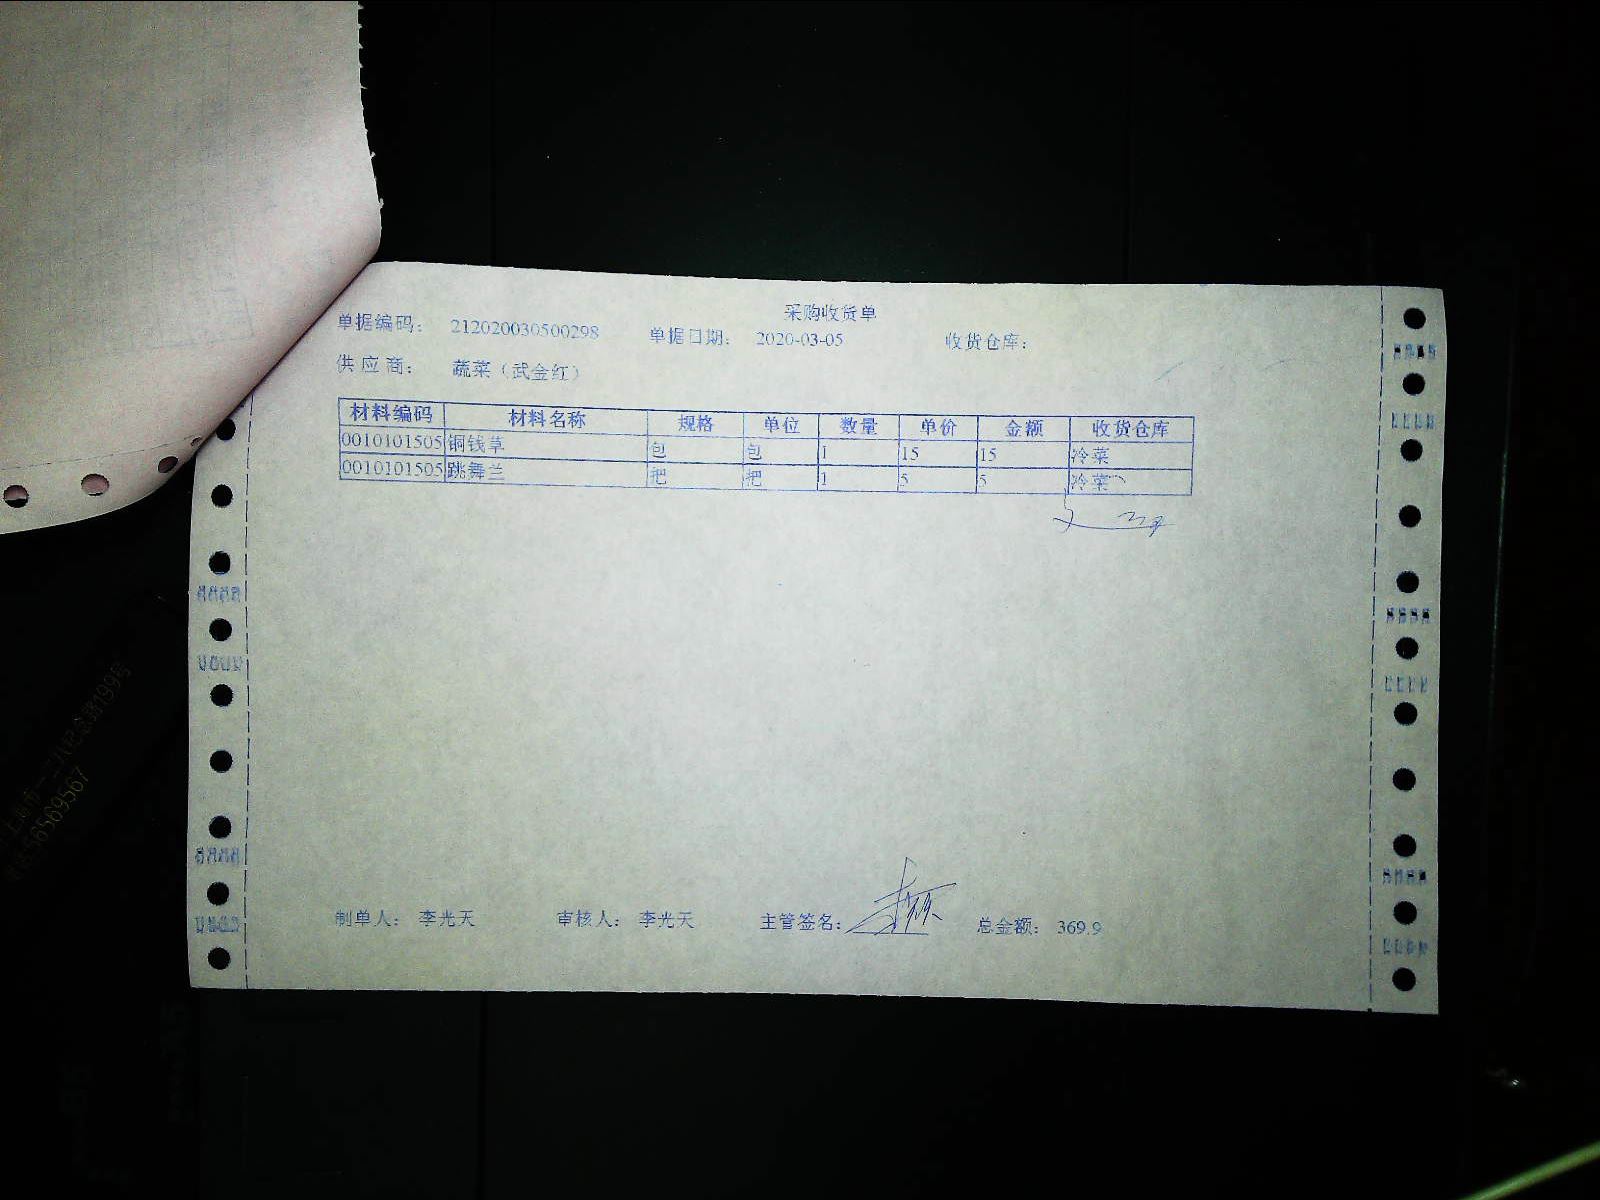 采购收货单
单据编码： 212020030500298 单据日期： 2020-03-05 收货仓库：
供应商： 蔬菜（武金红）
材料编码 材料名称 规格 单位 数量 单价 金额 收货仓库
0010101505 铜钱草 包 包 1 15 15 冷菜
0010101505 跳舞兰 把 把 1 5 5 冷菜
制单人： 李光天 审核人： 李光天 主管签名： 总金额： 369.9
56569567